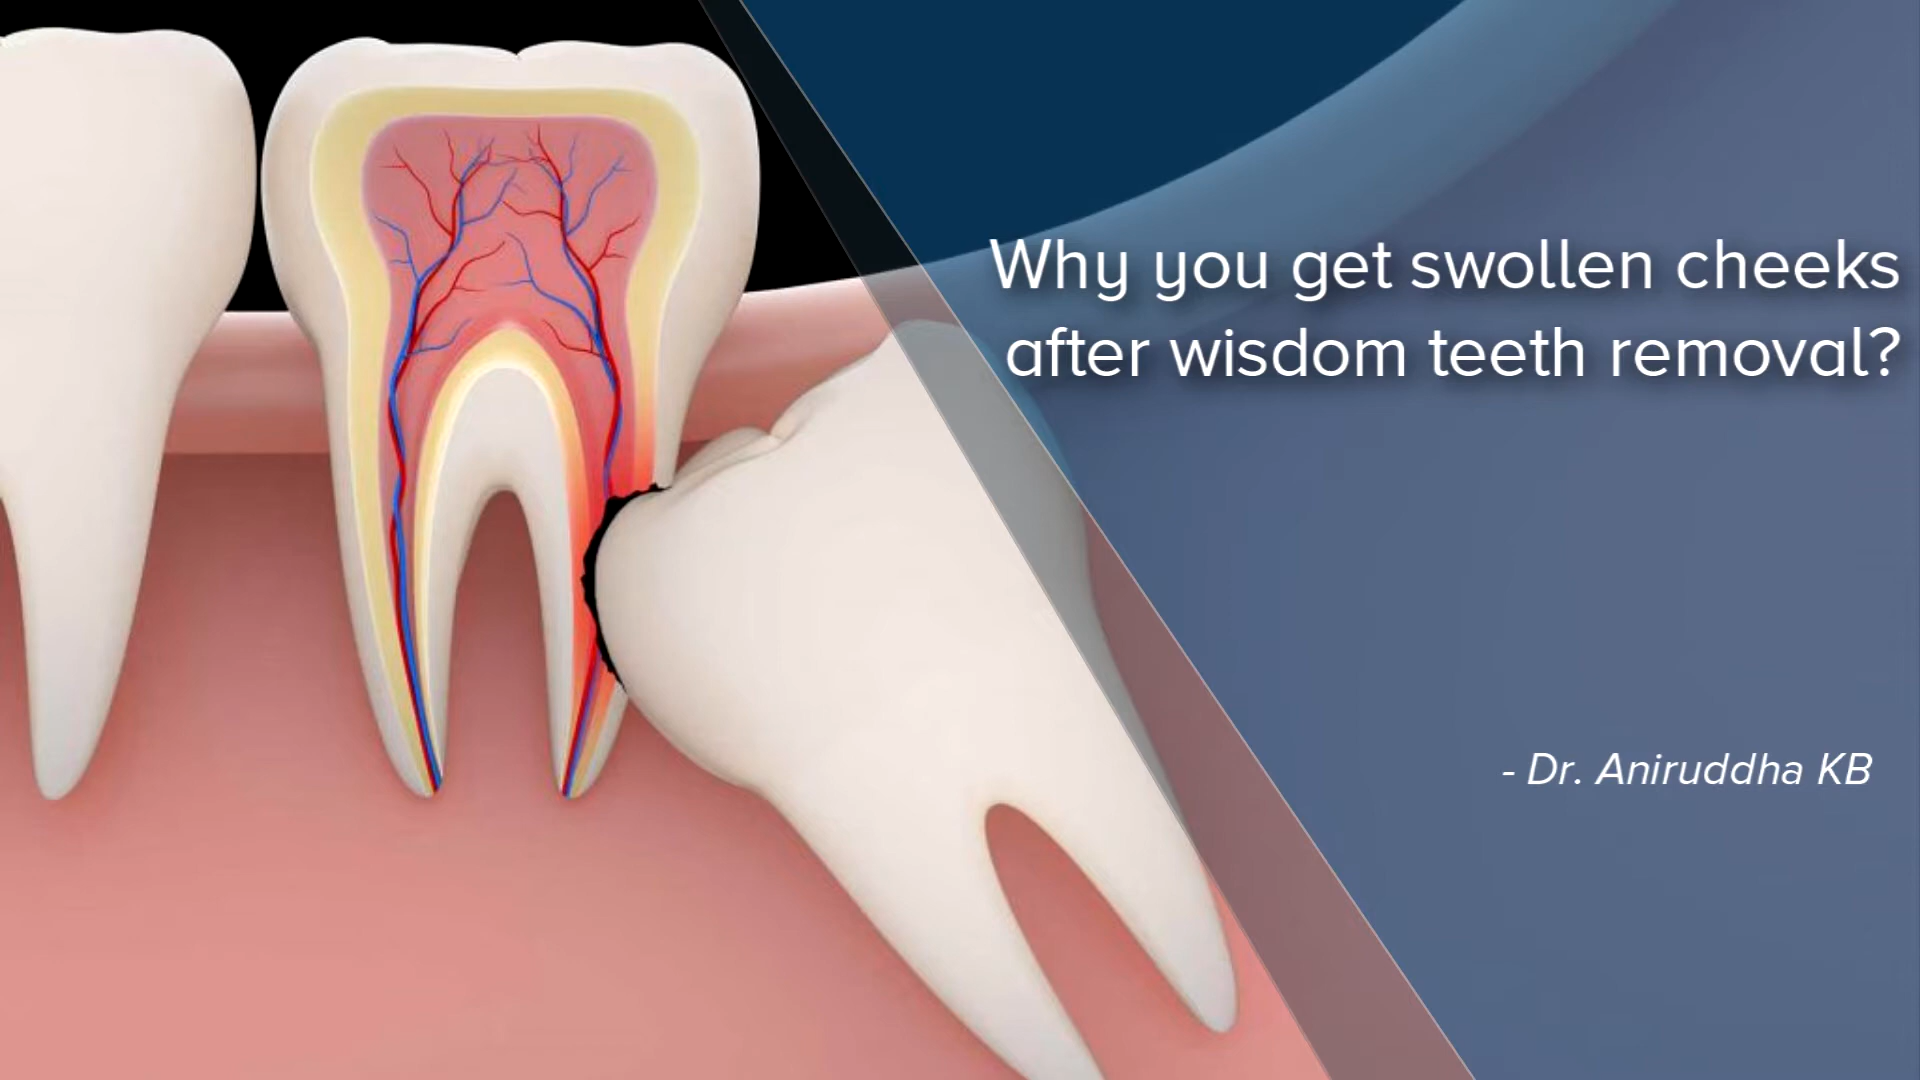 Why you get swollen cheeks
after wisdom teeth removal?
- Dr. Aniruddha KB